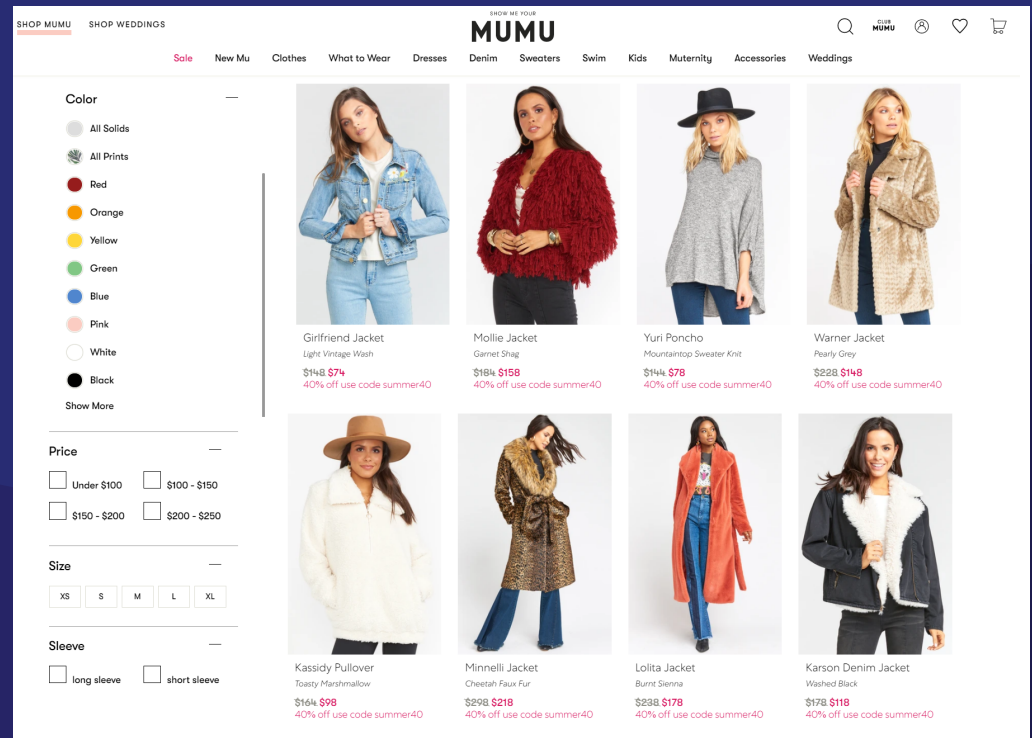 SHOP MUMU
SHOP WEDDINGS
SHOW ME YOUR
MUMU
CLUB
MUMU
Sale New Mu Clothes What to Wear Dresses Denim Sweaters Swim Kids Muternity Accessories Weddings
Color
All Solids
All Prints
Red
Orange
Yellow
Green
Blue
Pink
White
Black
Show More
Price
Under $100
$100 - $150
$150 - $200
$200 - $250
Size
XS S M L XL
Sleeve
long sleeve
short sleeve
Girlfriend Jacket
Light Vintage Wash
$148 $74
40% off use code summer40
Mollie Jacket
Garnet Shag
$184 $158
40% off use code summer40
Yuri Poncho
Mountaintop Sweater Knit
$144 $78
40% off use code summer40
Warner Jacket
Pearly Grey
$228 $148
40% off use code summer40
Kassidy Pullover
Toasty Marshmallow
$164 $98
40% off use code summer40
Minnelli Jacket
Cheetah Faux Fur
$298 $218
40% off use code summer40
Lolita Jacket
Burnt Sienna
$238 $178
40% off use code summer40
Karson Denim Jacket
Washed Black
$178 $118
40% off use code summer40